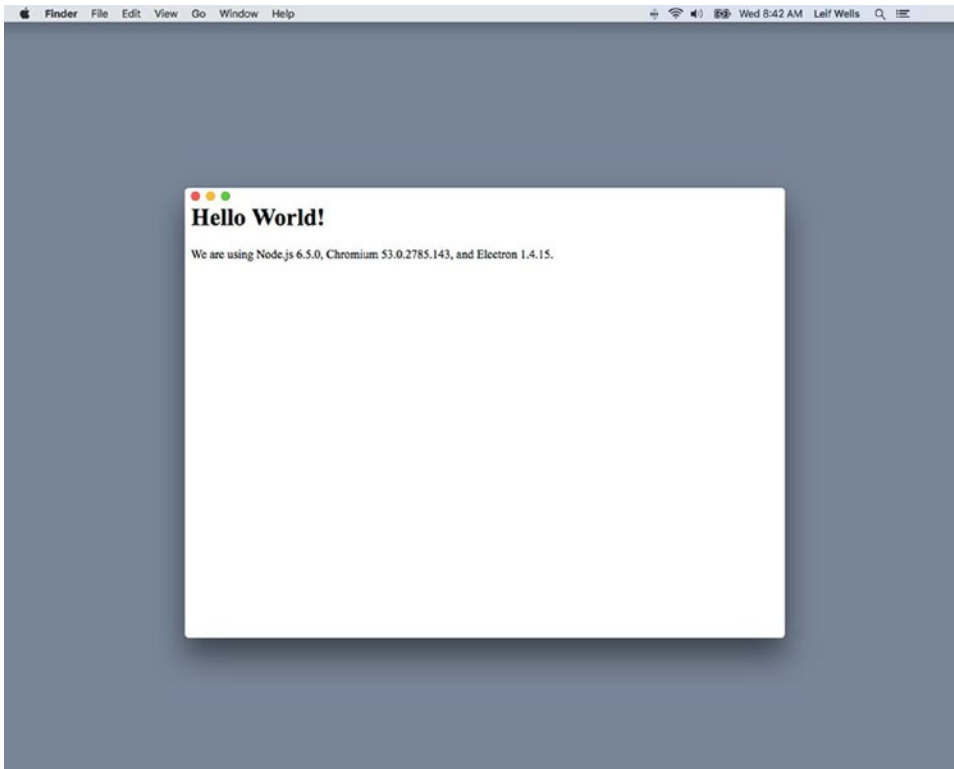 Finder File Edit View Go Window Help Wed 8:42 AM Leif Wells
Hello World!
We are using Node.js 6.5.0, Chromium 53.0.2785.143, and Electron 1.4.15.